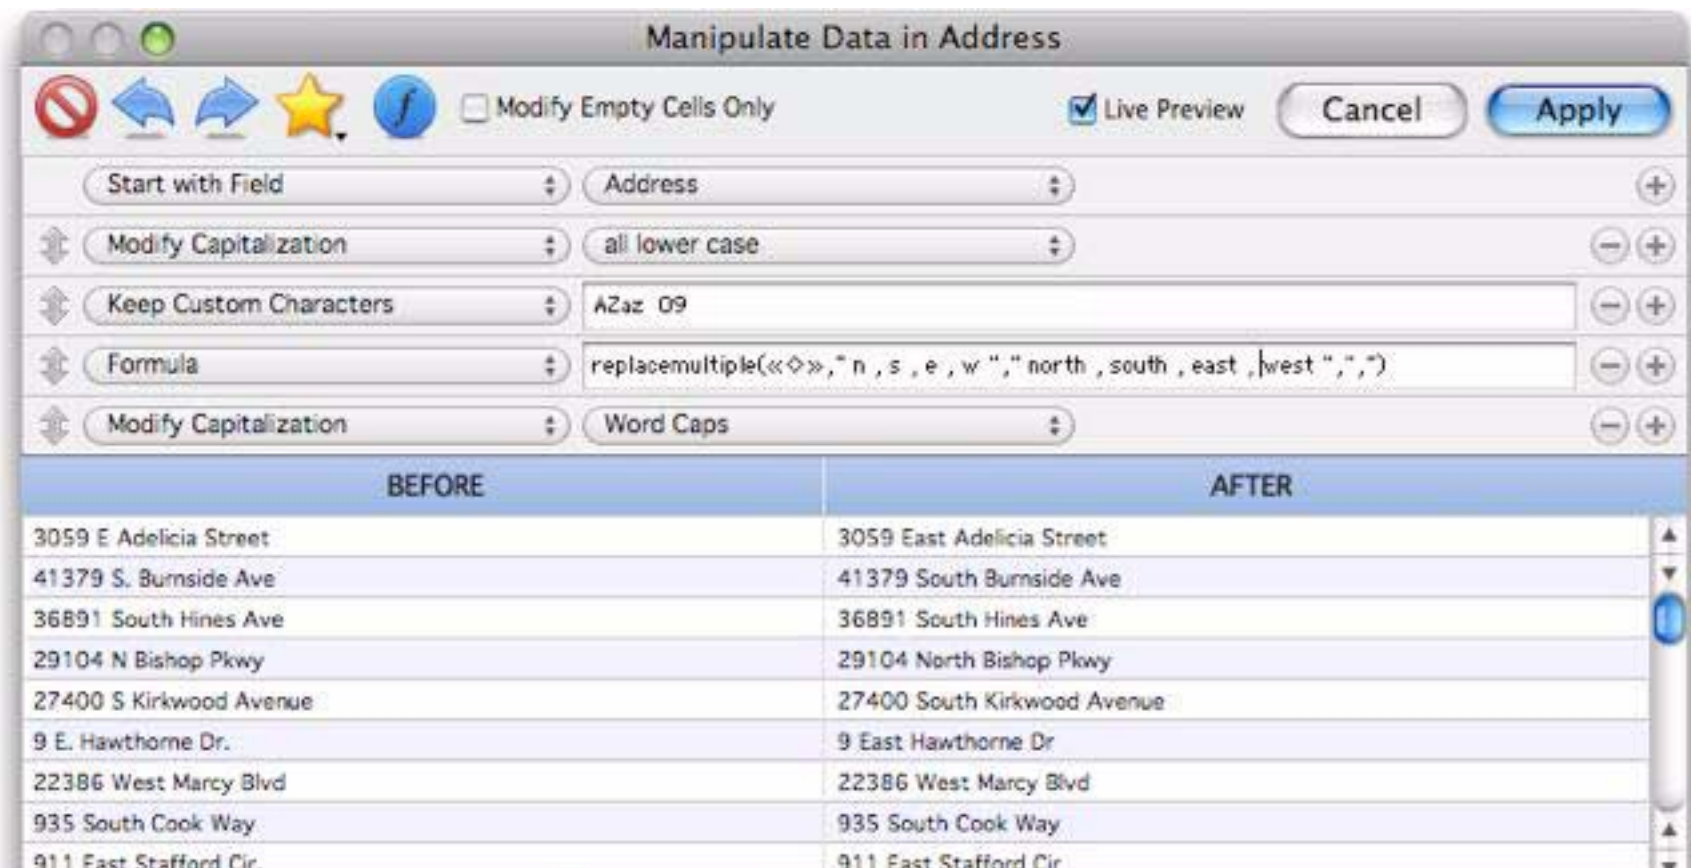 Manipulate Data in Address
f Modify Empty Cells Only Live Preview Cancel Apply
Start with Field Address
Modify Capitalization all lower case
Keep Custom Characters AZaz 09
Formula replacemultiple(«◇»," n , s , e , w "," north , south , east , west ",",")
Modify Capitalization Word Caps
BEFORE AFTER
3059 E Adelicia Street 3059 East Adelicia Street
41379 S. Burnside Ave 41379 South Burnside Ave
36891 South Hines Ave 36891 South Hines Ave
29104 N Bishop Pkwy 29104 North Bishop Pkwy
27400 S Kirkwood Avenue 27400 South Kirkwood Avenue
9 E. Hawthorne Dr. 9 East Hawthorne Dr
22386 West Marcy Blvd 22386 West Marcy Blvd
935 South Cook Way 935 South Cook Way
911 East Stafford Cir. 911 East Stafford Cir